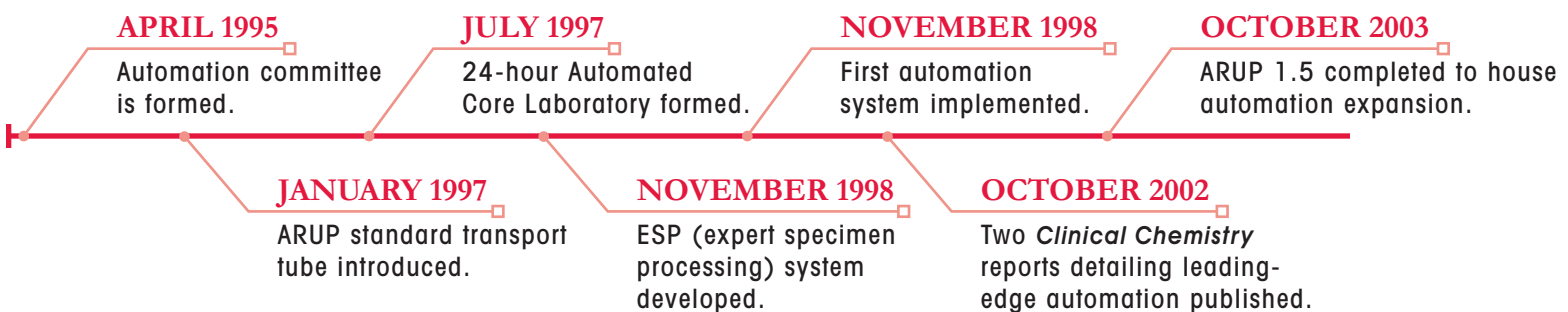 APRIL 1995
Automation committee
is formed.
JANUARY 1997
ARUP standard transport
tube introduced.
JULY 1997
24-hour Automated
Core Laboratory formed.
NOVEMBER 1998
ESP (expert specimen
processing) system
developed.
NOVEMBER 1998
First automation
system implemented.
OCTOBER 2002
Two Clinical Chemistry
reports detailing leading-
edge automation published.
OCTOBER 2003
ARUP 1.5 completed to house
automation expansion.